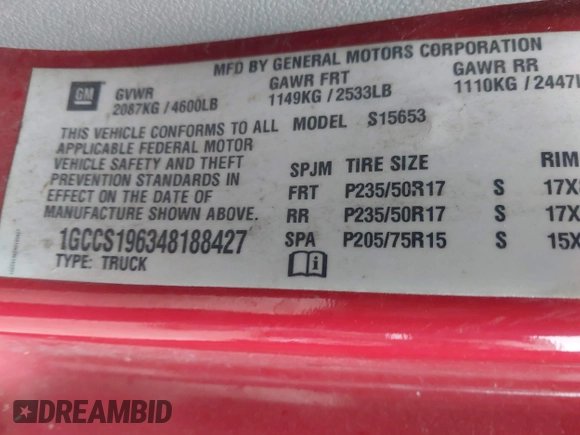 MFD BY GENERAL MOTORS CORPORATION
GM
GVWR GAWR FRT GAWR RR
2087KG / 4600LB 1149KG / 2533LB 1110KG / 2447
THIS VEHICLE CONFORMS TO ALL MODEL S15653
APPLICABLE FEDERAL MOTOR
VEHICLE SAFETY AND THEFT
PREVENTION STANDARDS IN
EFFECT ON THE DATE OF
MANUFACTURE SHOWN ABOVE.
1GCCS196348188427
TYPE: TRUCK
SPJM TIRE SIZE RIM
FRT P235/50R17 S 17X
RR P235/50R17 S 17X
SPA P205/75R15 S 15X
DREAMBID